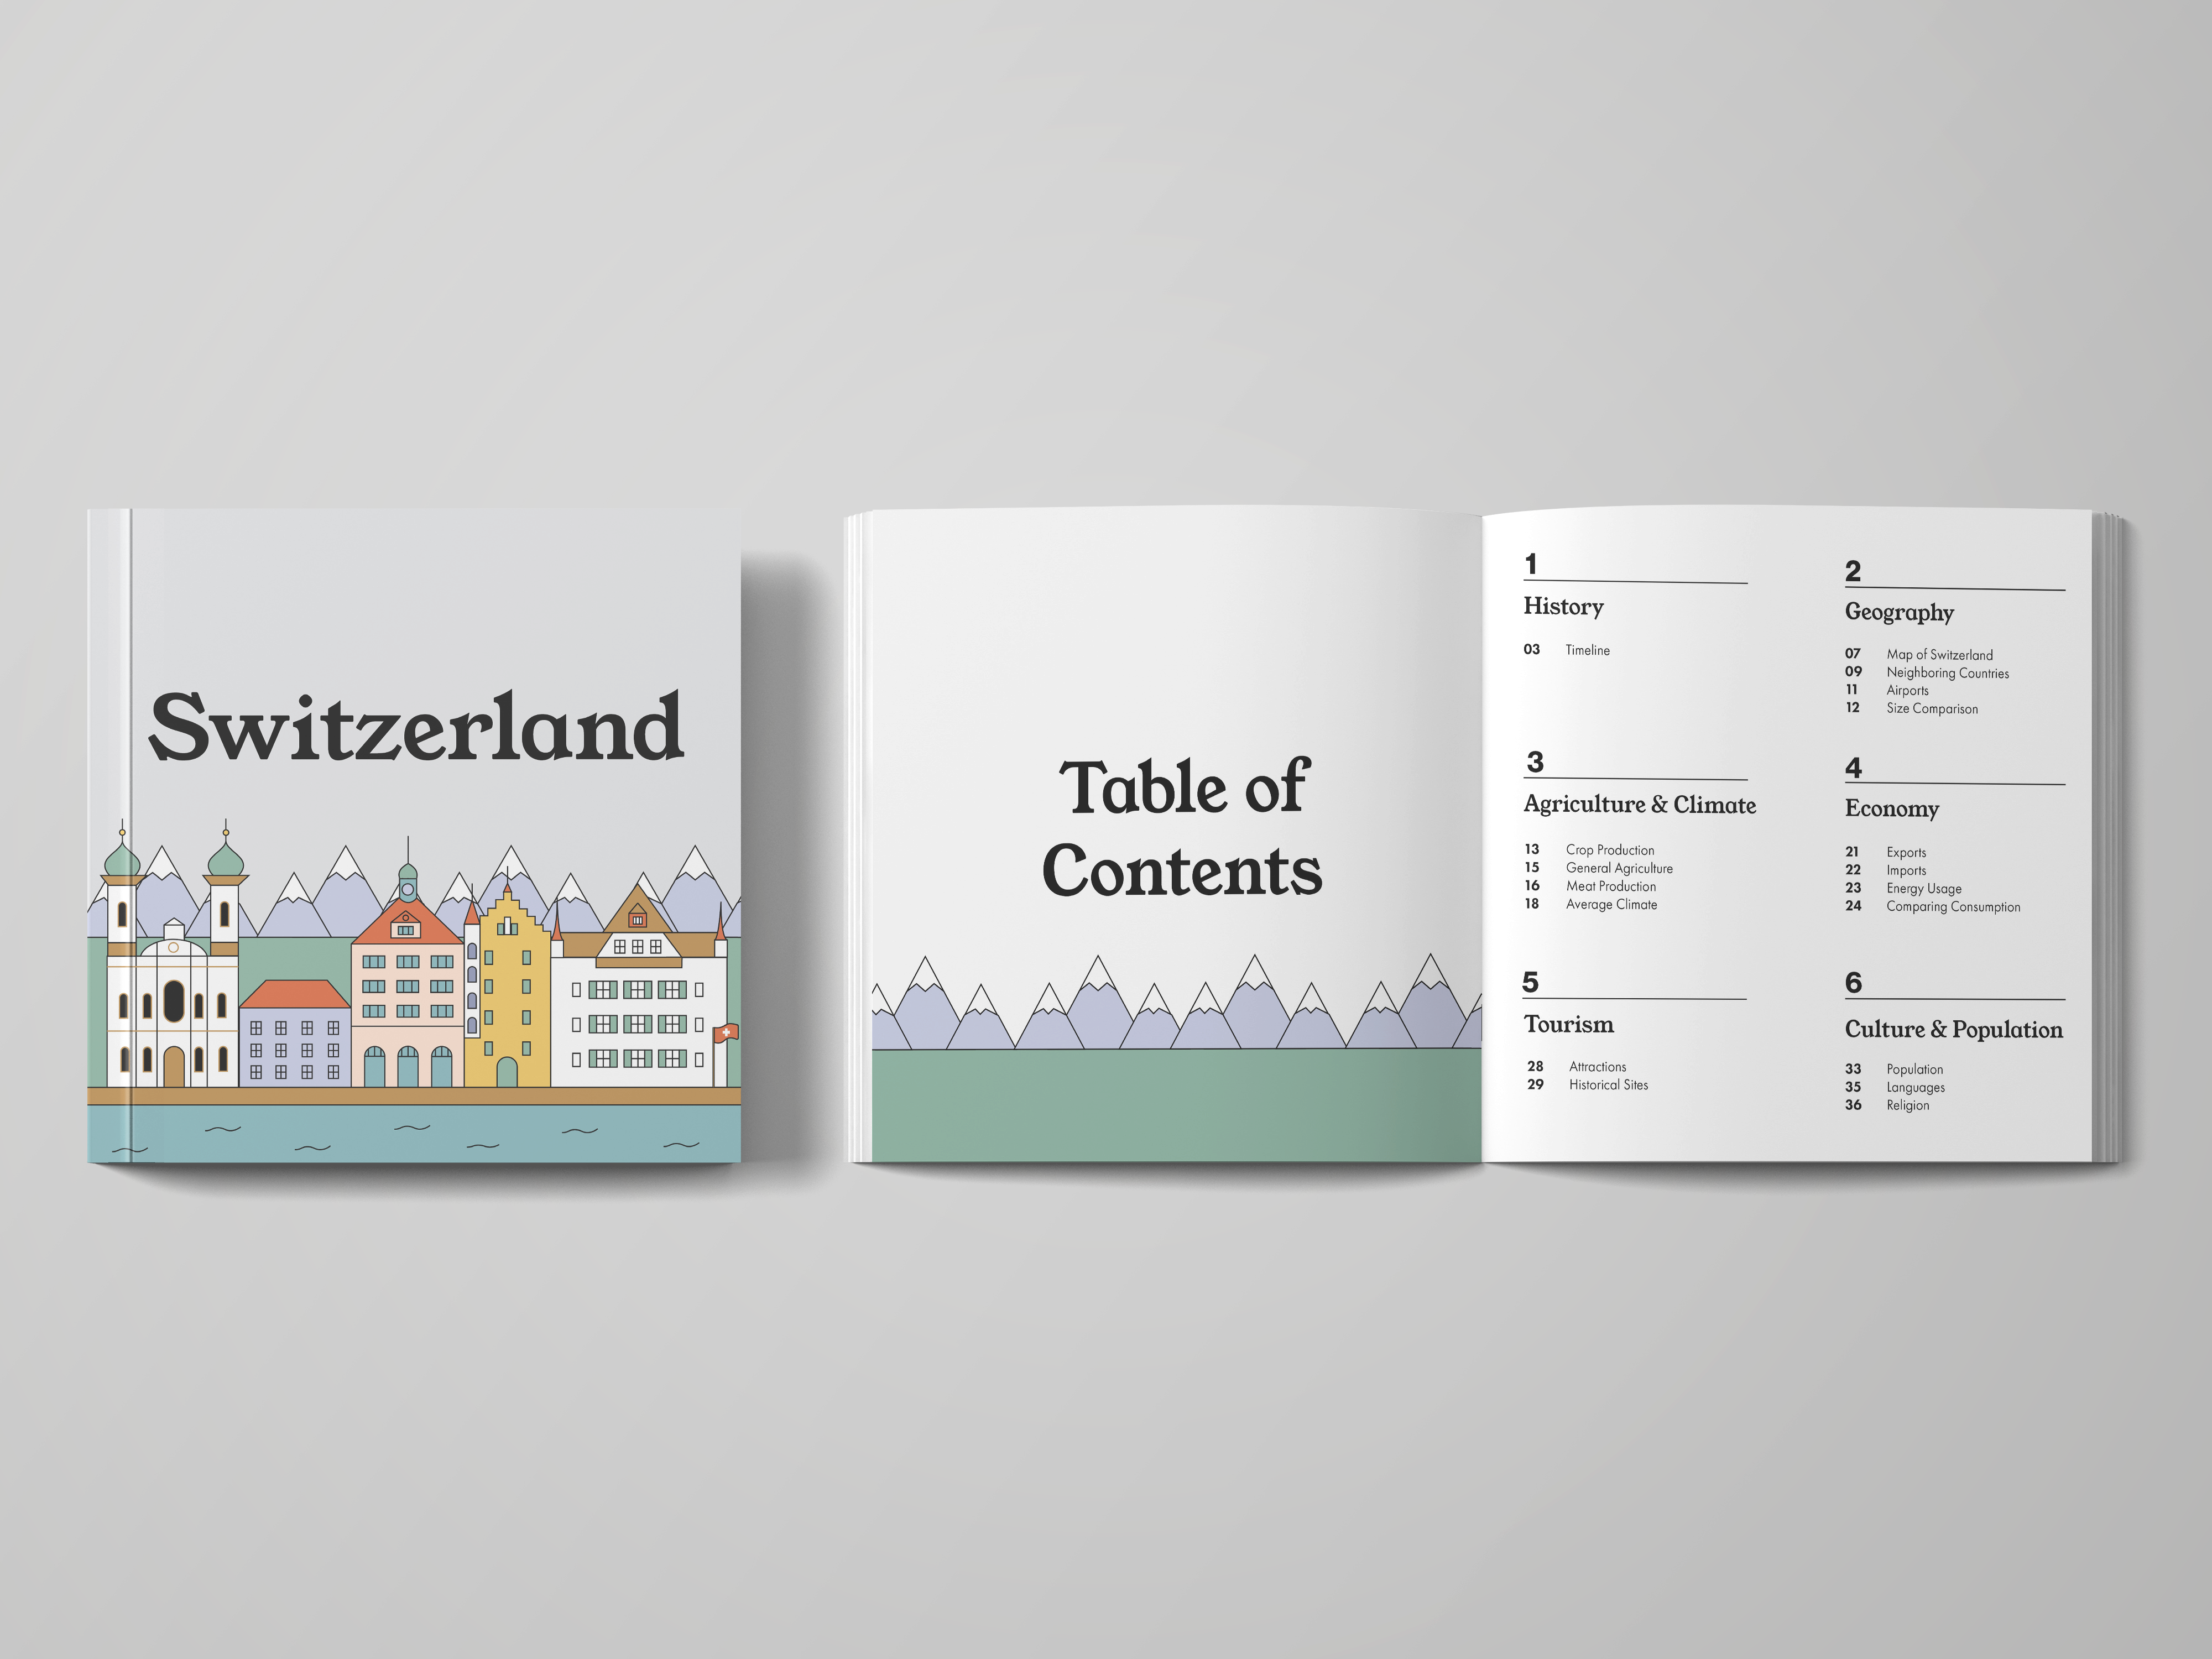 Switzerland
Table of
Contents
1
History
03 Timeline
2
Geography
07 Map of Switzerland
09 Neighboring Countries
11 Airports
12 Size Comparison
3
Agriculture & Climate
13 Crop Production
15 General Agriculture
16 Meat Production
18 Average Climate
4
Economy
21 Exports
22 Imports
23 Energy Usage
24 Comparing Consumption
5
Tourism
28 Attractions
29 Historical Sites
6
Culture & Population
33 Population
35 Languages
36 Religion